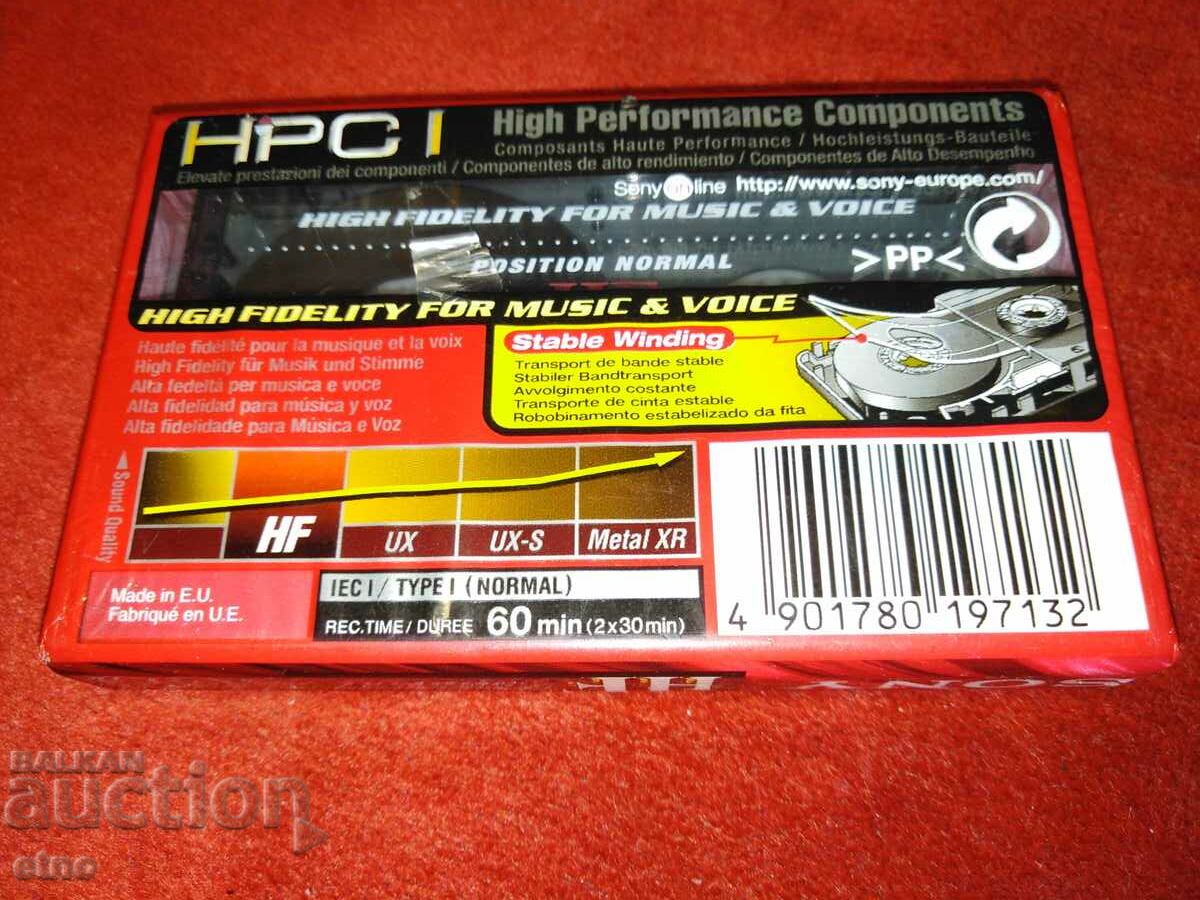 HPC I
High Performance Components
Composants Haute Performance / Hochleistungs-Bauteile
Elevate prestazioni dei componenti / Componentes de alto rendimiento / Componentes de Alto Desempenho
Sony online http://www.sony-europe.com/
HIGH FIDELITY FOR MUSIC & VOICE
POSITION NORMAL
>PP<
HIGH FIDELITY FOR MUSIC & VOICE
Haute fidélité pour la musique et la voix
High Fidelity für Musik und Stimme
Alta fedeltà per musica e voce
Alta fidelidad para música y voz
Alta fidelidade para Música e Voz
Stable Winding
Transport de bande stable
Stabiler Bandtransport
Avvolgimento costante
Transporte de cinta estable
Robobinamento estabelizado da fita
Sound Quality
HF UX UX-S Metal XR
Made in E.U.
Fabriqué en U.E.
IEC I / TYPE I (NORMAL)
REC.TIME / DURÉE 60 min (2x30min)
4 901780 197132
HF SONY
BALKAN
auction
etno